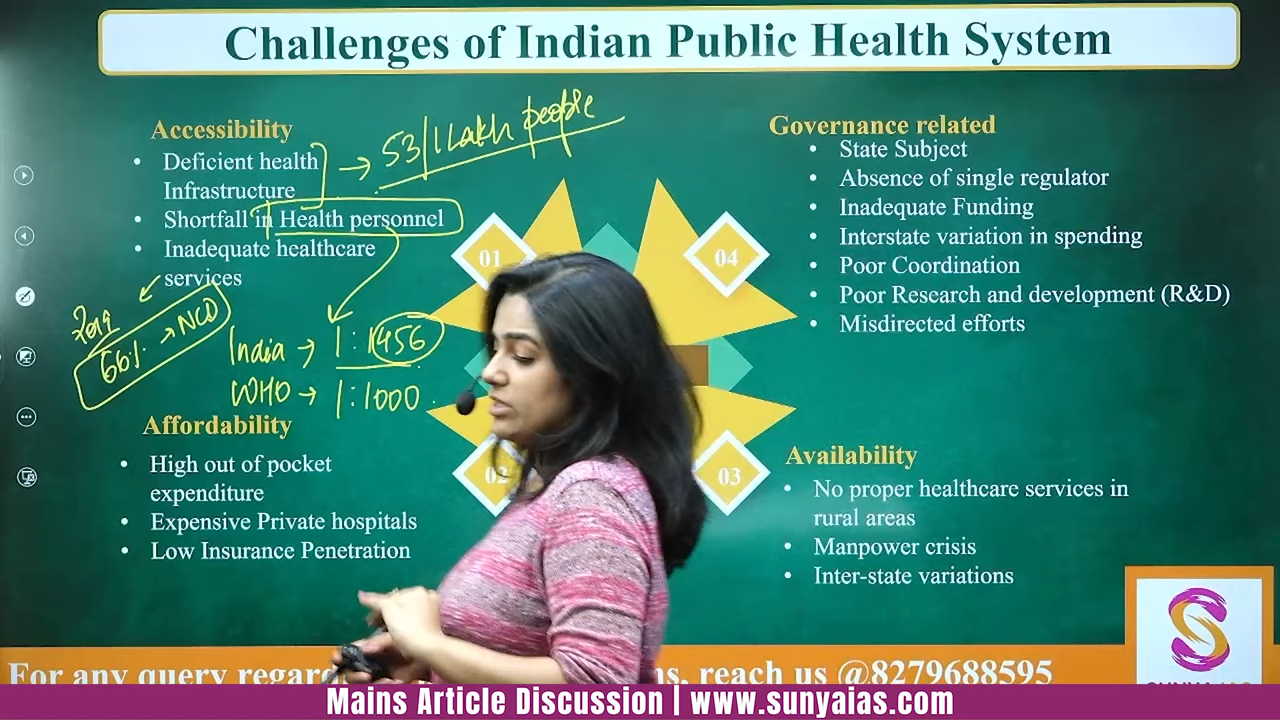 Challenges of Indian Public Health System
Accessibility
• Deficient health
Infrastructure
• Shortfall in Health personnel
• Inadequate healthcare
services
→ 53/1 Lakh people
2019
66% → NCD
India → 1:1456
WHO → 1:1000
Affordability
• High out of pocket
expenditure
• Expensive Private hospitals
• Low Insurance Penetration
01
02
04
03
Governance related
• State Subject
• Absence of single regulator
• Inadequate Funding
• Interstate variation in spending
• Poor Coordination
• Poor Research and development (R&D)
• Misdirected efforts
Availability
• No proper healthcare services in
rural areas
• Manpower crisis
• Inter-state variations
For any query regard
s, reach us @8279688595
Mains Article Discussion | www.sunyaias.com